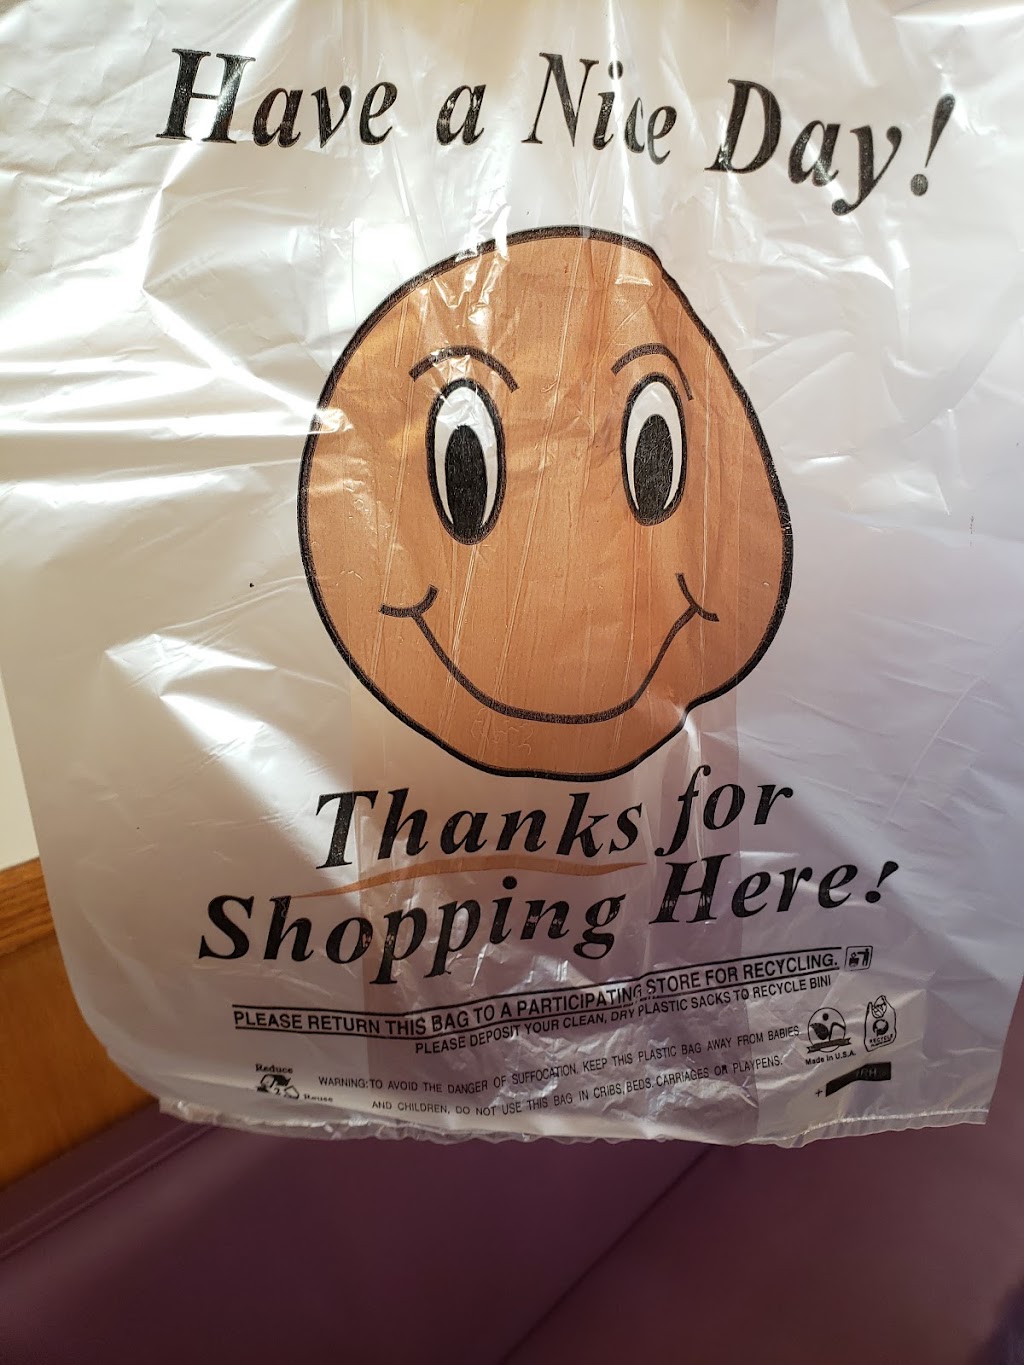 Have a Nice Day!
Thanks for
Shopping Here!
PLEASE RETURN THIS BAG TO A PARTICIPATING STORE FOR RECYCLING.
PLEASE DEPOSIT YOUR CLEAN, DRY PLASTIC SACKS TO RECYCLE BIN!
WARNING: TO AVOID THE DANGER OF SUFFOCATION, KEEP THIS PLASTIC BAG AWAY FROM BABIES
AND CHILDREN, DO NOT USE THIS BAG IN CRIBS, BEDS, CARRIAGES OR PLAYPENS.
Reduce
Reuse
Made in U.S.A.